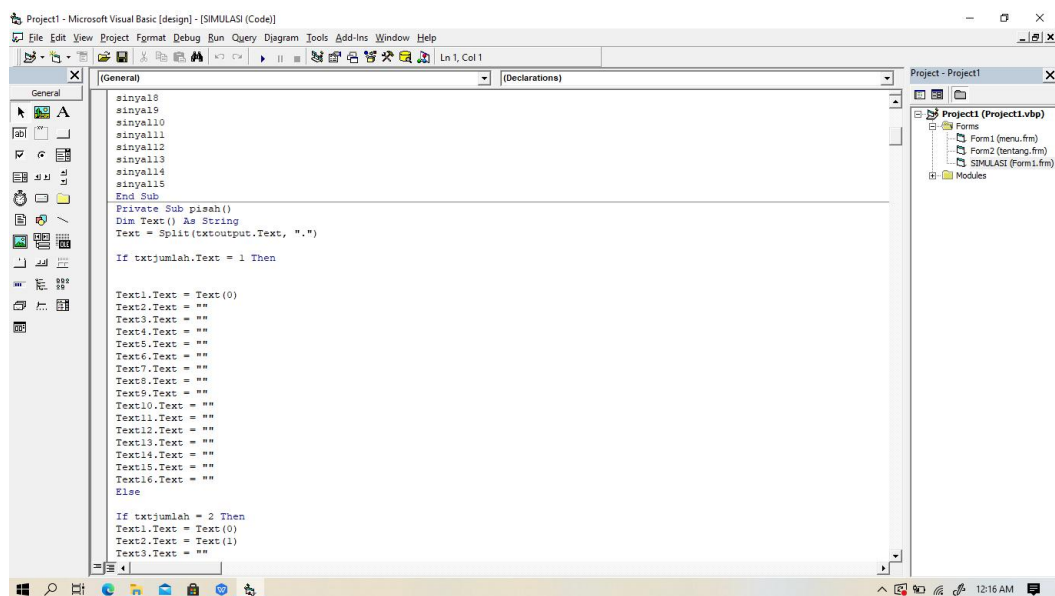 Project1 - Microsoft Visual Basic [design] - [SIMULASI (Code)]
File Edit View Project Format Debug Run Query Diagram Tools Add-Ins Window Help
Ln 1, Col 1
General
(General)
(Declarations)
sinyal8
sinyal9
sinyal10
sinyal11
sinyal12
sinyal13
sinyal14
sinyal15
End Sub
Private Sub pisah()
Dim Text() As String
Text = Split(txtoutput.Text, ".")
If txtjumlah.Text = 1 Then
Text1.Text = Text(0)
Text2.Text = ""
Text3.Text = ""
Text4.Text = ""
Text5.Text = ""
Text6.Text = ""
Text7.Text = ""
Text8.Text = ""
Text9.Text = ""
Text10.Text = ""
Text11.Text = ""
Text12.Text = ""
Text13.Text = ""
Text14.Text = ""
Text15.Text = ""
Text16.Text = ""
Else
If txtjumlah = 2 Then
Text1.Text = Text(0)
Text2.Text = Text(1)
Text3.Text = ""
Project - Project1
Project1 (Project1.vbp)
Forms
Form1 (menu.frm)
Form2 (tentang.frm)
SIMULASI (Form1.frm)
Modules
12:16 AM